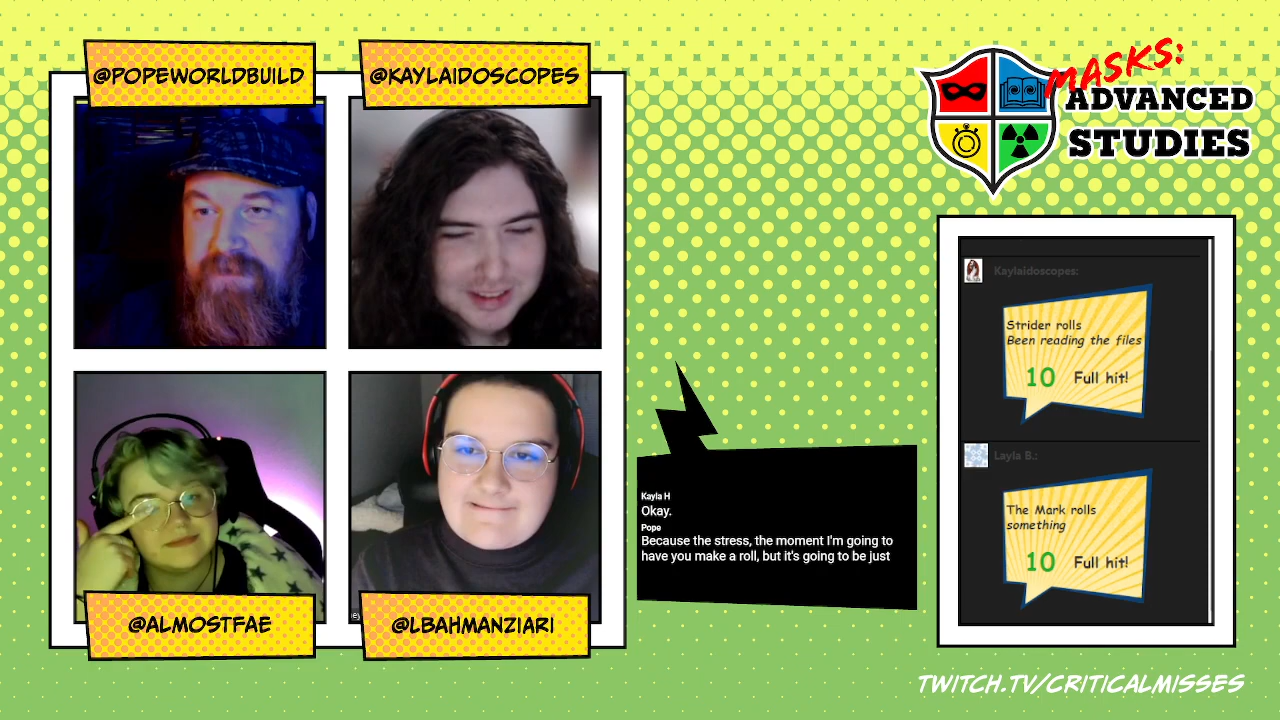 @POPEWORLDBUILD
@KAYLAIDOSCOPES
@ALMOSTFAE
@LBAHMANZIARI
Kayla H
Okay.
Pope
Because the stress, the moment I'm going to
have you make a roll, but it's going to be just
MASKS:
ADVANCED
STUDIES
Kaylaidoscopes:
Strider rolls
Been reading the files
10 Full hit!
Layla B.:
The Mark rolls
something
10 Full hit!
TWITCH.TV/CRITICALMISSES